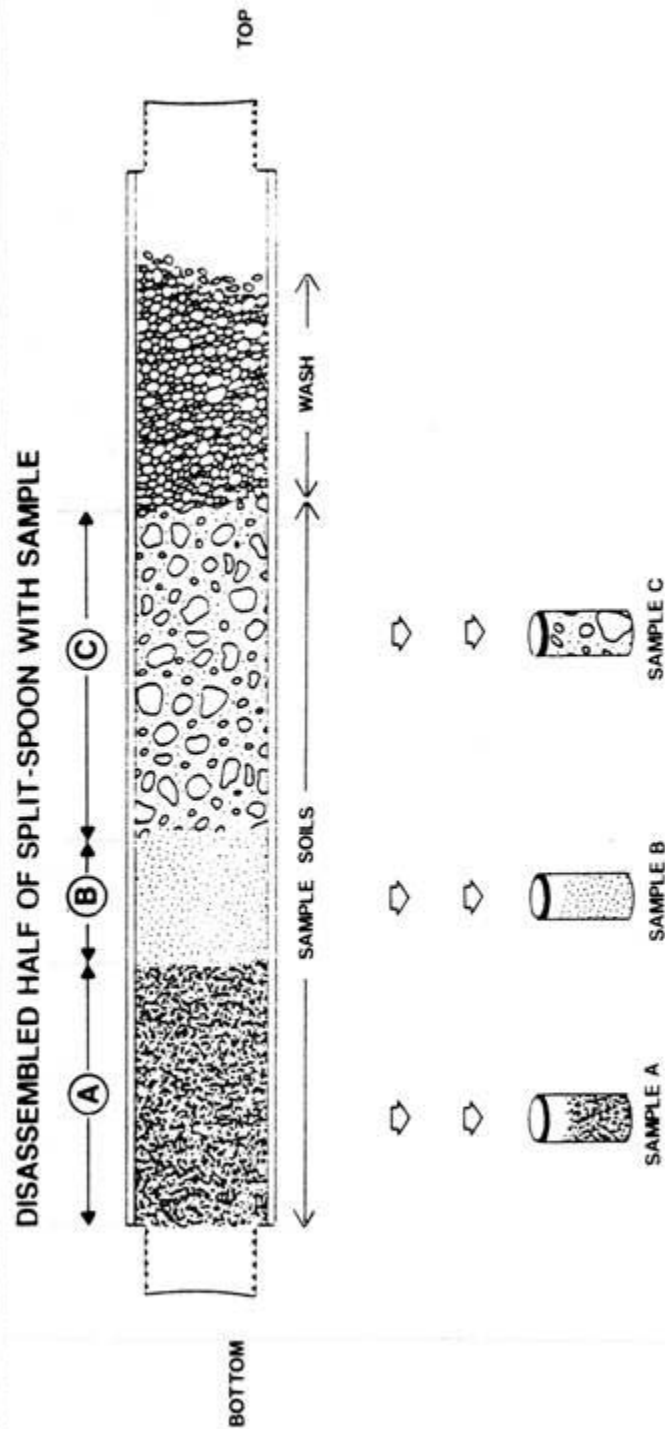 DISASSEMBLED HALF OF SPLIT-SPOON WITH SAMPLE
A
B
C
BOTTOM
TOP
SAMPLE SOILS
WASH
SAMPLE A
SAMPLE B
SAMPLE C